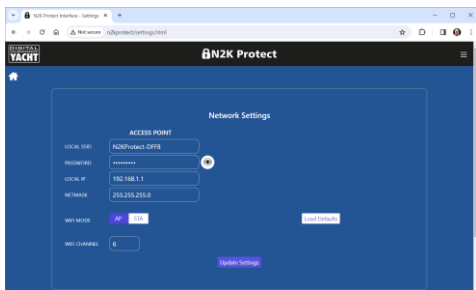 N2K Protect Interface - Settings
Not secure n2kprotect/settings.html
DIGITAL
YACHT
N2K Protect
Network Settings
ACCESS POINT
LOCAL SSID N2KProtect-DFF8
PASSWORD •••••••••
LOCAL IP 192.168.1.1
NETMASK 255.255.255.0
WIFI MODE AP STA Load Defaults
WIFI CHANNEL 6
Update Settings